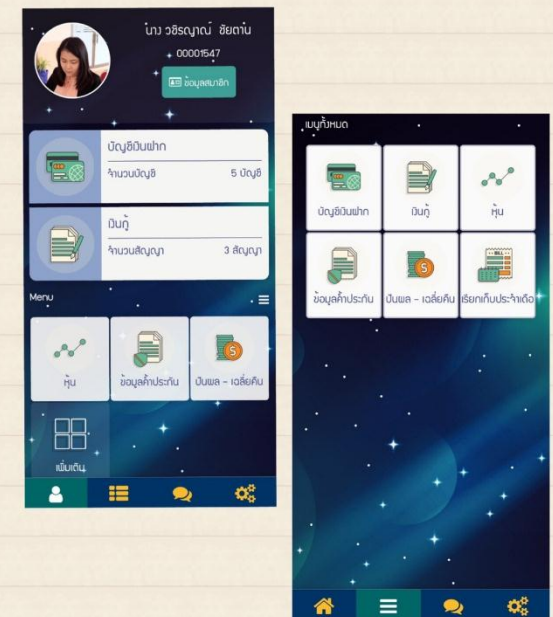 นาง วชิรญาณ์ ชัยตาน
00001547
ข้อมูลสมาชิก
บัญชีเงินฝาก
จำนวนบัญชี 5 บัญชี
เงินกู้
จำนวนสัญญา 3 สัญญา
Menu
หุ้น
ข้อมูลค้ำประกัน
ปันผล - เฉลี่ยคืน
เพิ่มเติม
เมนูทั้งหมด
บัญชีเงินฝาก
เงินกู้
หุ้น
ข้อมูลค้ำประกัน
ปันผล - เฉลี่ยคืน
เรียกเก็บประจำเดือ